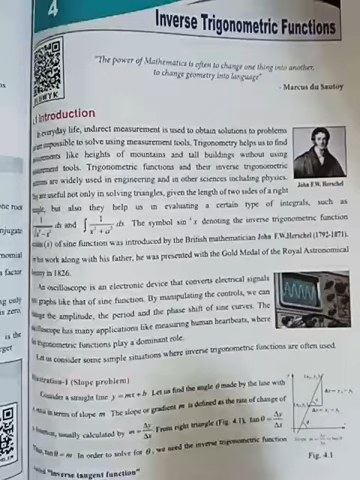 4
Inverse Trigonometric Functions
"The power of Mathematics is often to change one thing into another,
to change geometry into language"
- Marcus du Sautoy
Introduction
In everyday life, indirect measurement is used to obtain solutions to problems
impossible to solve using measurement tools. Trigonometry helps us to find
like heights of mountains and tall buildings without using
tools. Trigonometric functions and their inverse trigonometric
are widely used in engineering and in other sciences including physics.
John F.W. Herschel
They are useful not only in solving triangles, given the length of two sides of a right
but also they help us in evaluating a certain type of integrals, such as
dx and ∫ 1/(x² + a²) dx The symbol sin⁻¹ x denoting the inverse trigonometric function
(x) of sine function was introduced by the British mathematician John F.W.Herschel (1792-1871).
his work along with his father, he was presented with the Gold Medal of the Royal Astronomical
in 1826.
An oscilloscope is an electronic device that converts electrical signals
graphs like that of sine function. By manipulating the controls, we can
the amplitude, the period and the phase shift of sine curves. The
has many applications like measuring human heartbeats, where
trigonometric functions play a dominant role.
Let us consider some simple situations where inverse trigonometric functions are often used.
(Slope problem)
Consider a straight line y = mx + b Let us find the angle θ made by the line with
in terms of slope m The slope or gradient m is defined as the rate of change of
function, usually calculated by m = Δy/Δx From right triangle (Fig. 4.1), tan θ = Δy/Δx
tan θ = m In order to solve for θ, we need the inverse trigonometric function
"inverse tangent function"
Fig. 4.1